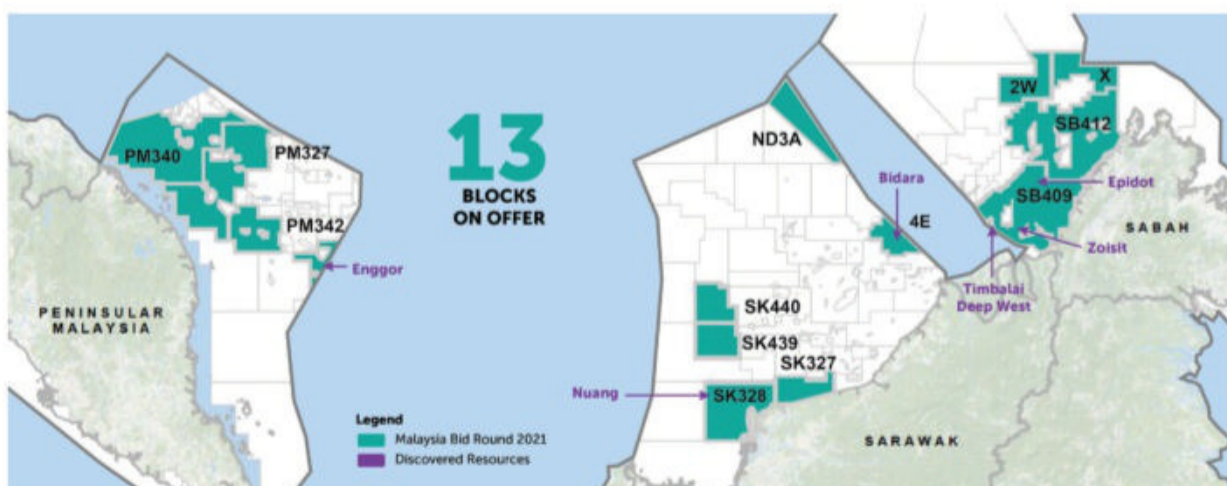 13
BLOCKS
ON OFFER
PM340
PM327
PM342
Enggor
PENINSULAR
MALAYSIA
Legend
Malaysia Bid Round 2021
Discovered Resources
ND3A
Bidara
4E
SK440
SK439
SK327
Nuang
SK328
SARAWAK
2W
X
SB412
Epidot
SB409
SABAH
Zoisit
Timbalai
Deep West